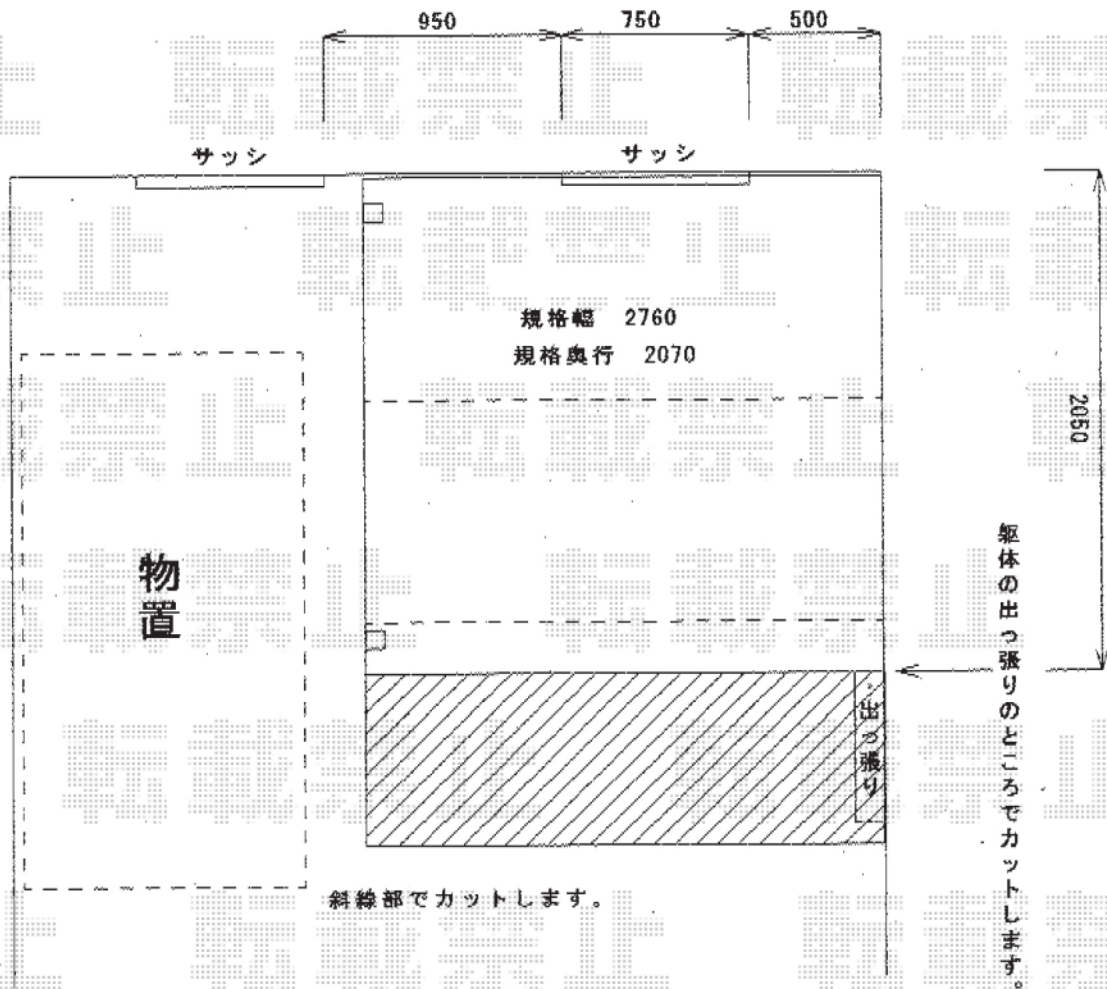 950 750 500
サッシ サッシ
規格幅 2760
規格奥行 2070
2050
物置
出っ張り
躯体の出っ張りのところでカットします。
斜線部でカットします。
転載禁止